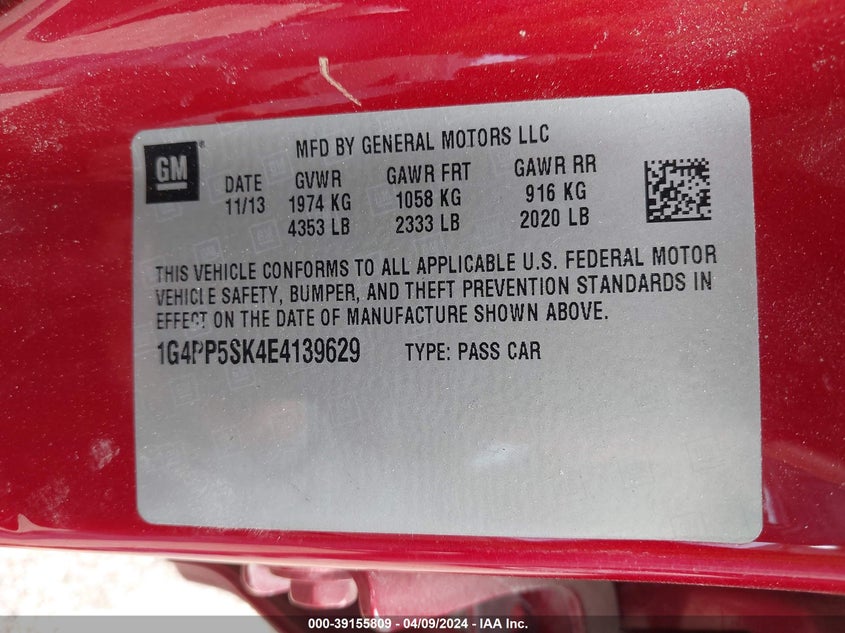 GM
MFD BY GENERAL MOTORS LLC
DATE GVWR GAWR FRT GAWR RR
11/13 1974 KG 1058 KG 916 KG
4353 LB 2333 LB 2020 LB
THIS VEHICLE CONFORMS TO ALL APPLICABLE U.S. FEDERAL MOTOR
VEHICLE SAFETY, BUMPER, AND THEFT PREVENTION STANDARDS IN
EFFECT ON THE DATE OF MANUFACTURE SHOWN ABOVE.
1G4PP5SK4E4139629 TYPE: PASS CAR
000-39155809 - 04/09/2024 - IAA Inc.